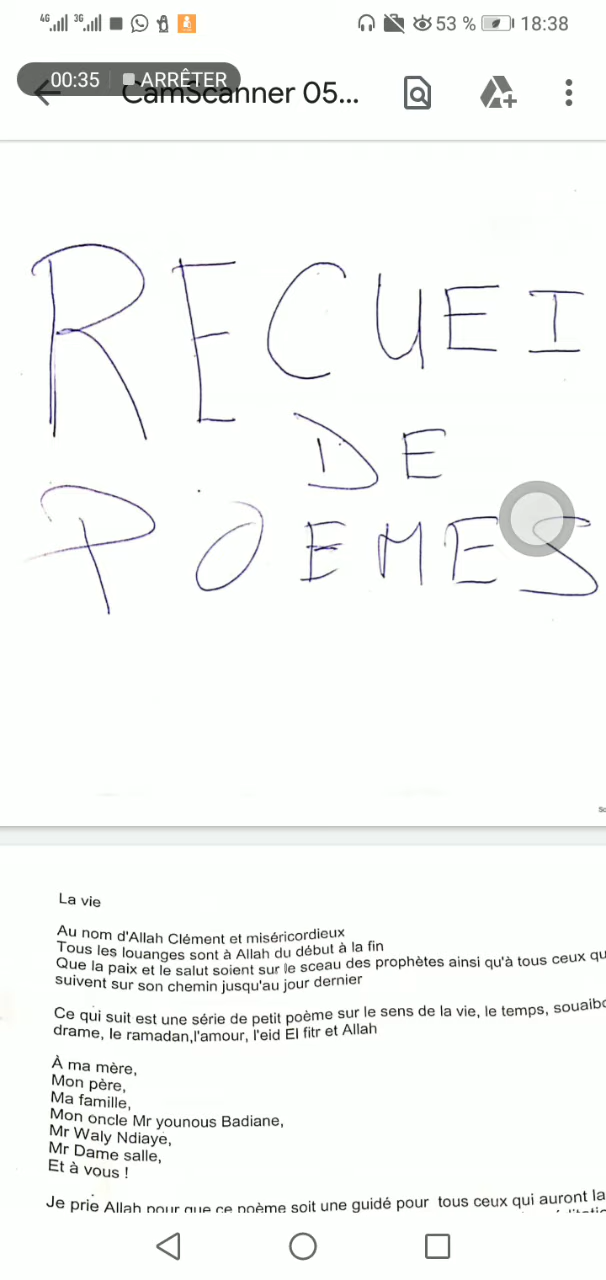 4G 3G 53 % 18:38
00:35 ARRÊTER
CamScanner 05...
RECUEI
DE
POEMES
La vie
Au nom d'Allah Clément et miséricordieux
Tous les louanges sont à Allah du début à la fin
Que la paix et le salut soient sur le sceau des prophètes ainsi qu'à tous ceux qu
suivent sur son chemin jusqu'au jour dernier
Ce qui suit est une série de petit poème sur le sens de la vie, le temps, souaibo
drame, le ramadan,l'amour, l'eid El fitr et Allah
À ma mère,
Mon père,
Ma famille,
Mon oncle Mr younous Badiane,
Mr Waly Ndiaye,
Mr Dame salle,
Et à vous !
Je prie Allah pour que ce poème soit une guidé pour tous ceux qui auront la